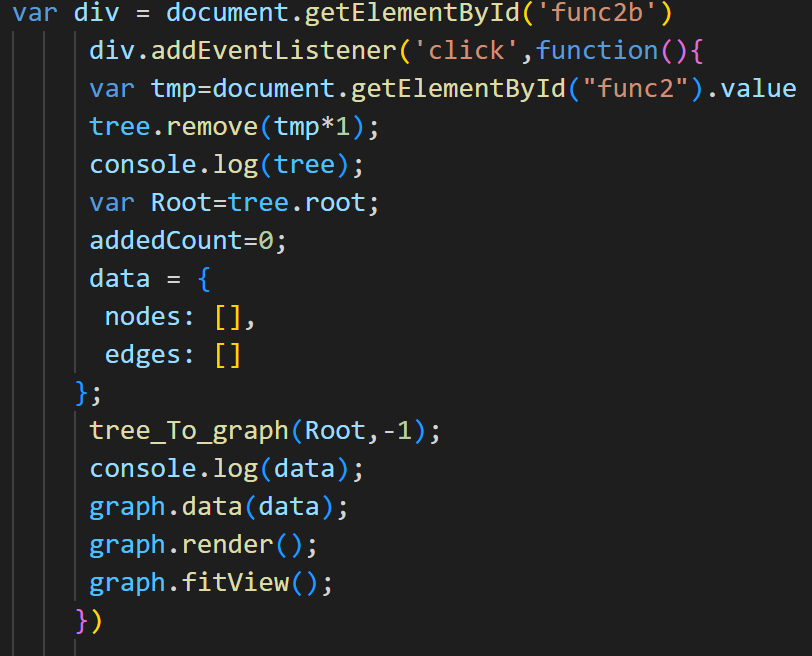 var div = document.getElementById('func2b')
div.addEventListener('click',function(){
var tmp=document.getElementById("func2").value
tree.remove(tmp*1);
console.log(tree);
var Root=tree.root;
addedCount=0;
data = {
nodes: [],
edges: []
};
tree_To_graph(Root,-1);
console.log(data);
graph.data(data);
graph.render();
graph.fitView();
})